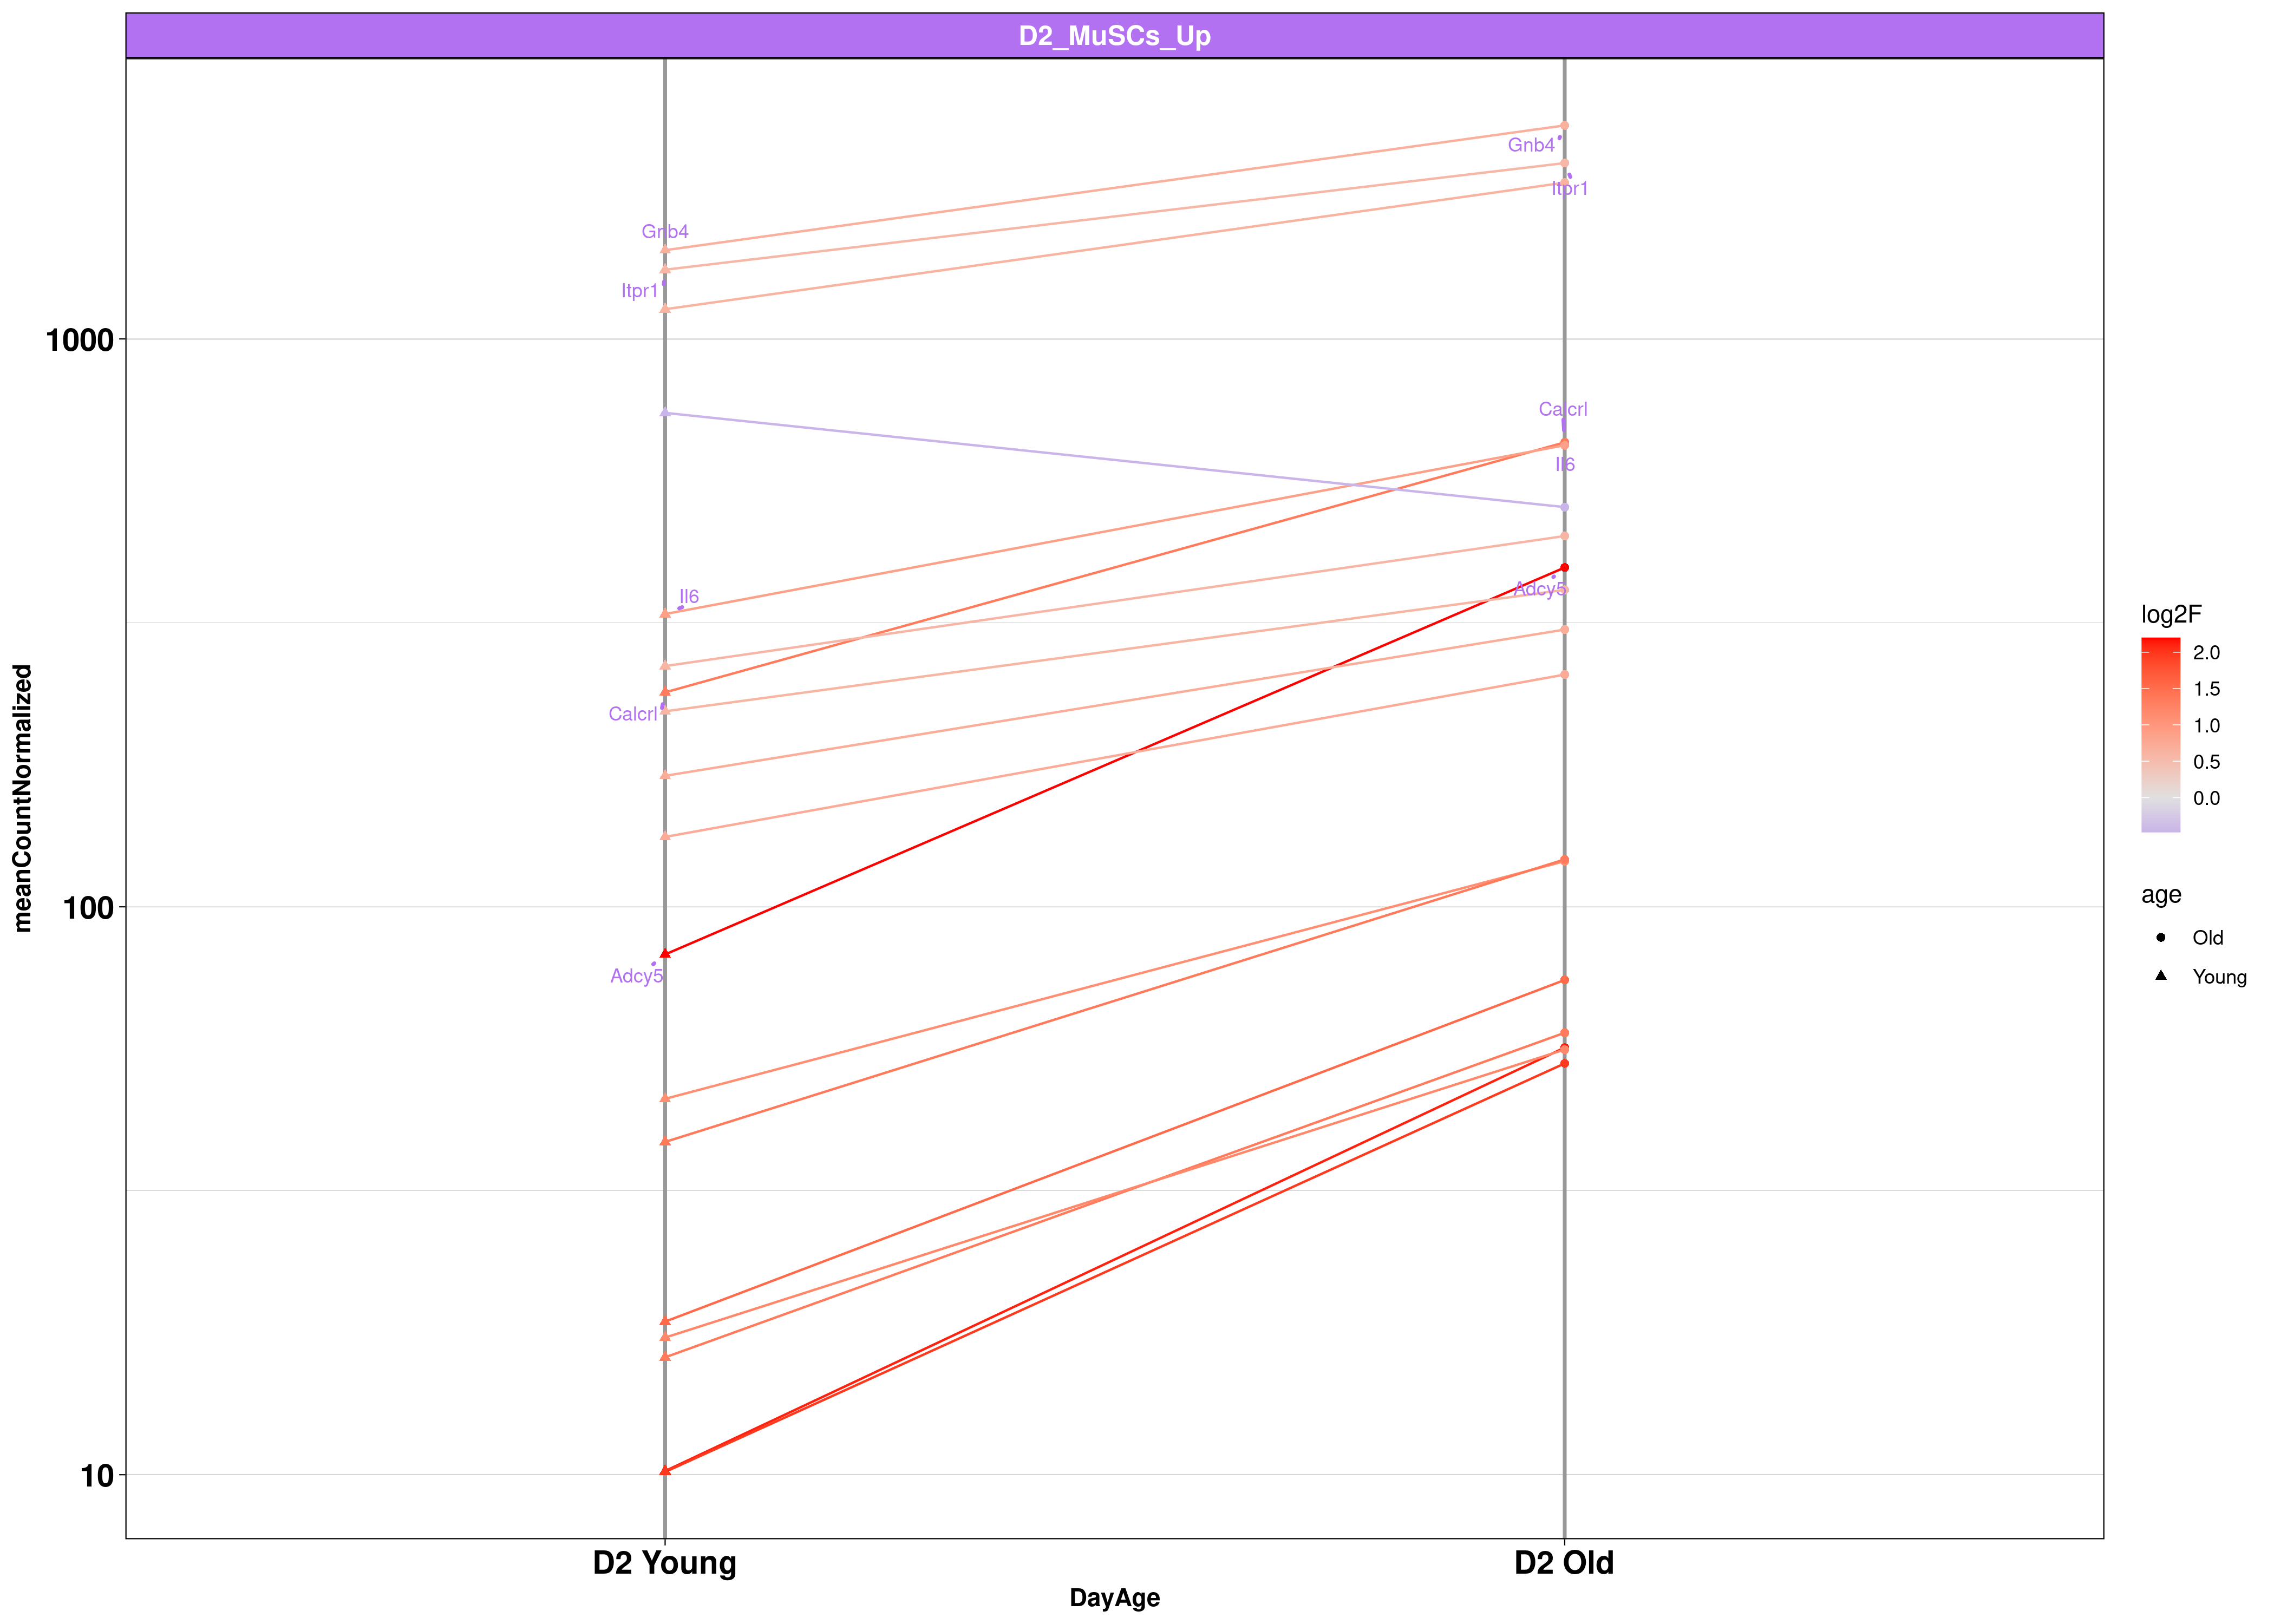 D2_MuSCs_Up
Gnb4
Gnb4
Itpr1
Itpr1
1000
Calcrl
Il6
Il6
Adcy5
Calcrl
100
Adcy5
10
meanCountNormalized
D2 Young
D2 Old
DayAge
log2F
2.0
1.5
1.0
0.5
0.0
age
Old
Young